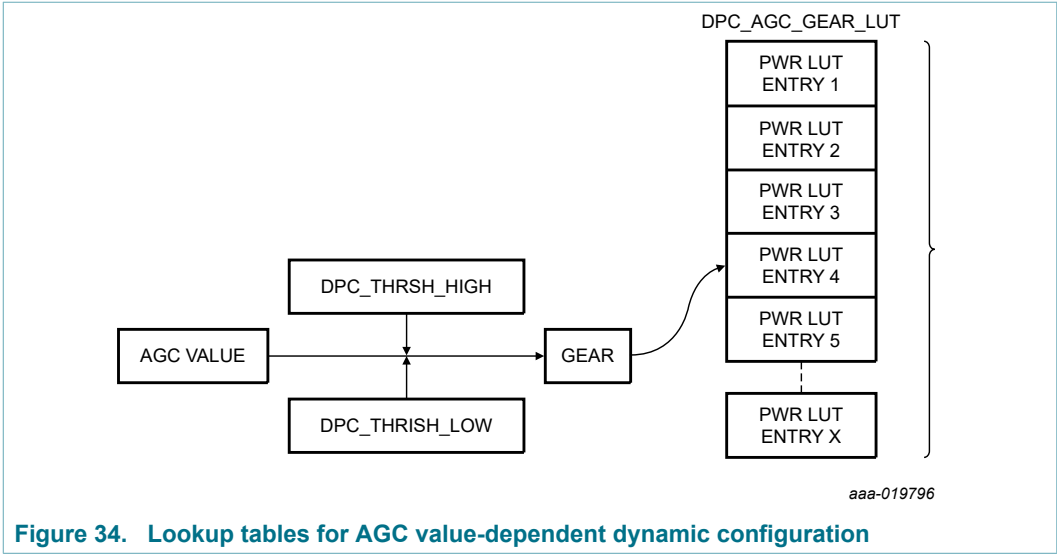 DPC_AGC_GEAR_LUT
PWR LUT
ENTRY 1
PWR LUT
ENTRY 2
PWR LUT
ENTRY 3
PWR LUT
ENTRY 4
PWR LUT
ENTRY 5
PWR LUT
ENTRY X
DPC_THRSH_HIGH
AGC VALUE
GEAR
DPC_THRISH_LOW
aaa-019796
Figure 34. Lookup tables for AGC value-dependent dynamic configuration